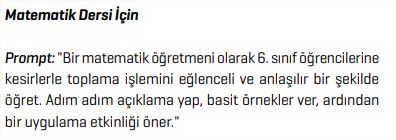 Matematik Dersi İçin
Prompt: "Bir matematik öğretmeni olarak 6. sınıf öğrencilerine
kesirlerle toplama işlemini eğlenceli ve anlaşılır bir şekilde
öğret. Adım adım açıklama yap, basit örnekler ver, ardından
bir uygulama etkinliği öner."